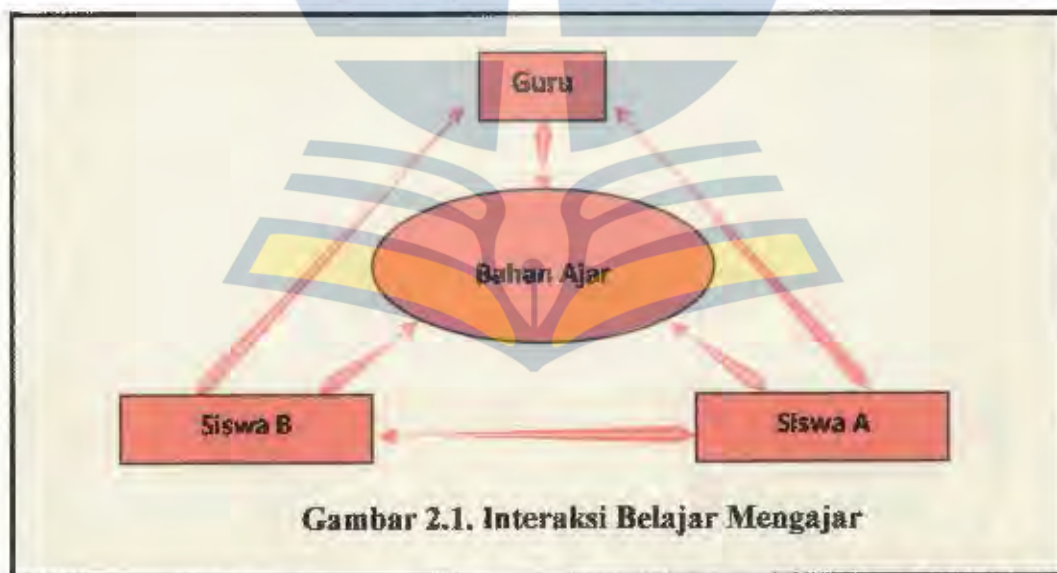 Guru
Bahan Ajar
Siswa B
Siswa A
Gambar 2.1. Interaksi Belajar Mengajar